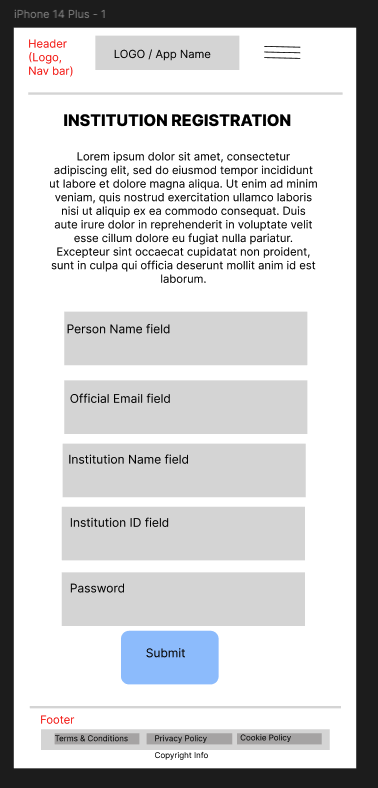 iPhone 14 Plus - 1
Header
(Logo,
Nav bar)
LOGO / App Name
INSTITUTION REGISTRATION
Lorem ipsum dolor sit amet, consectetur
adipiscing elit, sed do eiusmod tempor incididunt
ut labore et dolore magna aliqua. Ut enim ad minim
veniam, quis nostrud exercitation ullamco laboris
nisi ut aliquip ex ea commodo consequat. Duis
aute irure dolor in reprehenderit in voluptate velit
esse cillum dolore eu fugiat nulla pariatur.
Excepteur sint occaecat cupidatat non proident,
sunt in culpa qui officia deserunt mollit anim id est
laborum.
Person Name field
Official Email field
Institution Name field
Institution ID field
Password
Submit
Footer
Terms & Conditions Privacy Policy Cookie Policy
Copyright Info